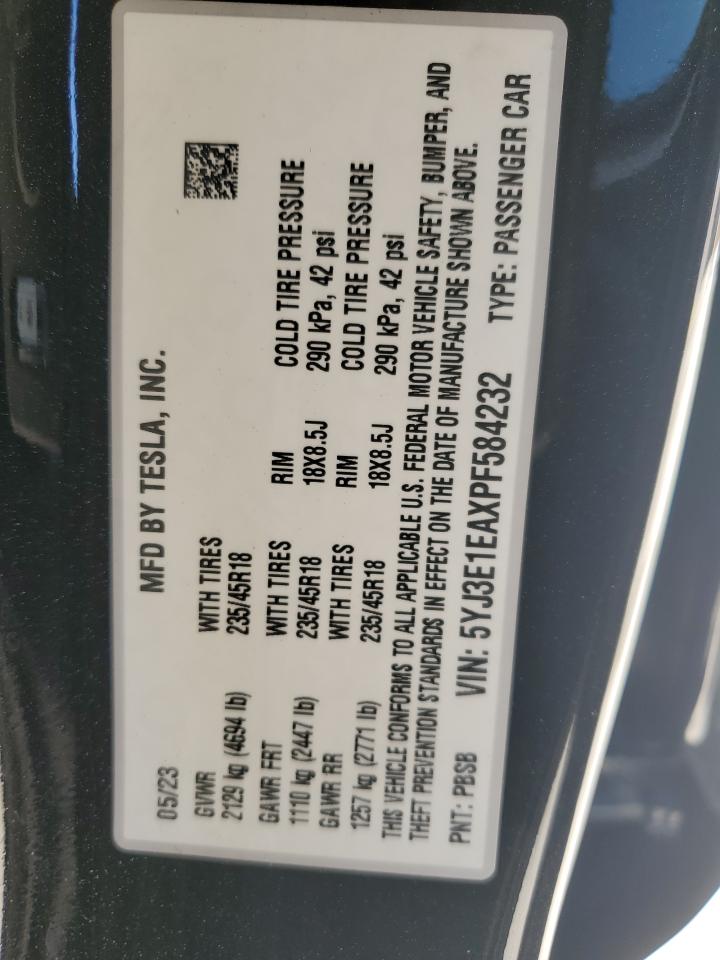 05/23 MFD BY TESLA, INC.
GVWR WITH TIRES
2129 kg (4694 lb) 235/45R18
GAWR FRT WITH TIRES RIM COLD TIRE PRESSURE
1110 kg (2447 lb) 235/45R18 18X8.5J 290 kPa, 42 psi
GAWR RR WITH TIRES RIM COLD TIRE PRESSURE
1257 kg (2771 lb) 235/45R18 18X8.5J 290 kPa, 42 psi
THIS VEHICLE CONFORMS TO ALL APPLICABLE U.S. FEDERAL MOTOR VEHICLE SAFETY, BUMPER, AND
THEFT PREVENTION STANDARDS IN EFFECT ON THE DATE OF MANUFACTURE SHOWN ABOVE.
PNT: PBSB VIN: 5YJ3E1EAXPF584232 TYPE: PASSENGER CAR